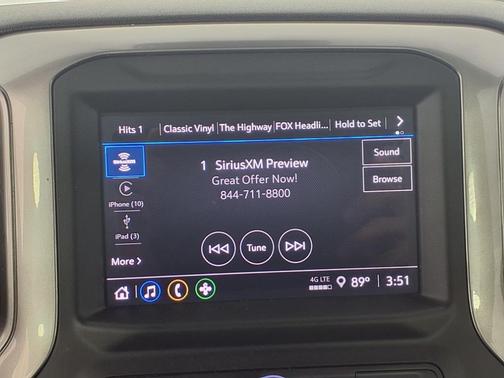 Hits 1 Classic Vinyl The Highway FOX Headli... Hold to Set
SiriusXM
1 SiriusXM Preview
Great Offer Now!
844-711-8800
Sound
Browse
iPhone (10)
iPad (3)
More
Tune
4G LTE
89° 3:51